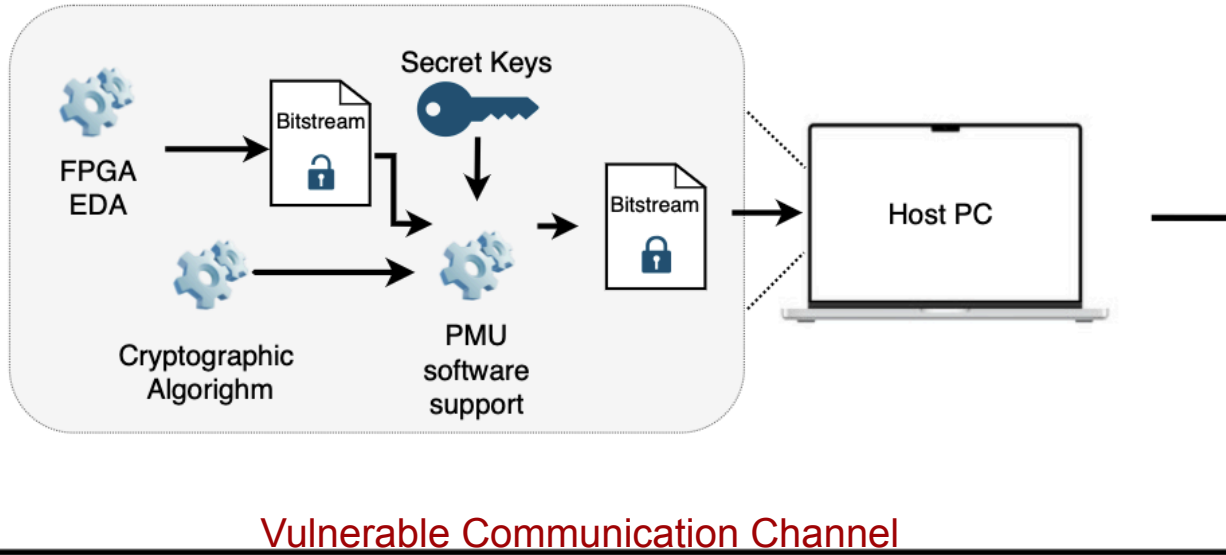 Secret Keys
Bitstream
FPGA
EDA
Bitstream
Host PC
Cryptographic
Algorighm
PMU
software
support
Vulnerable Communication Channel